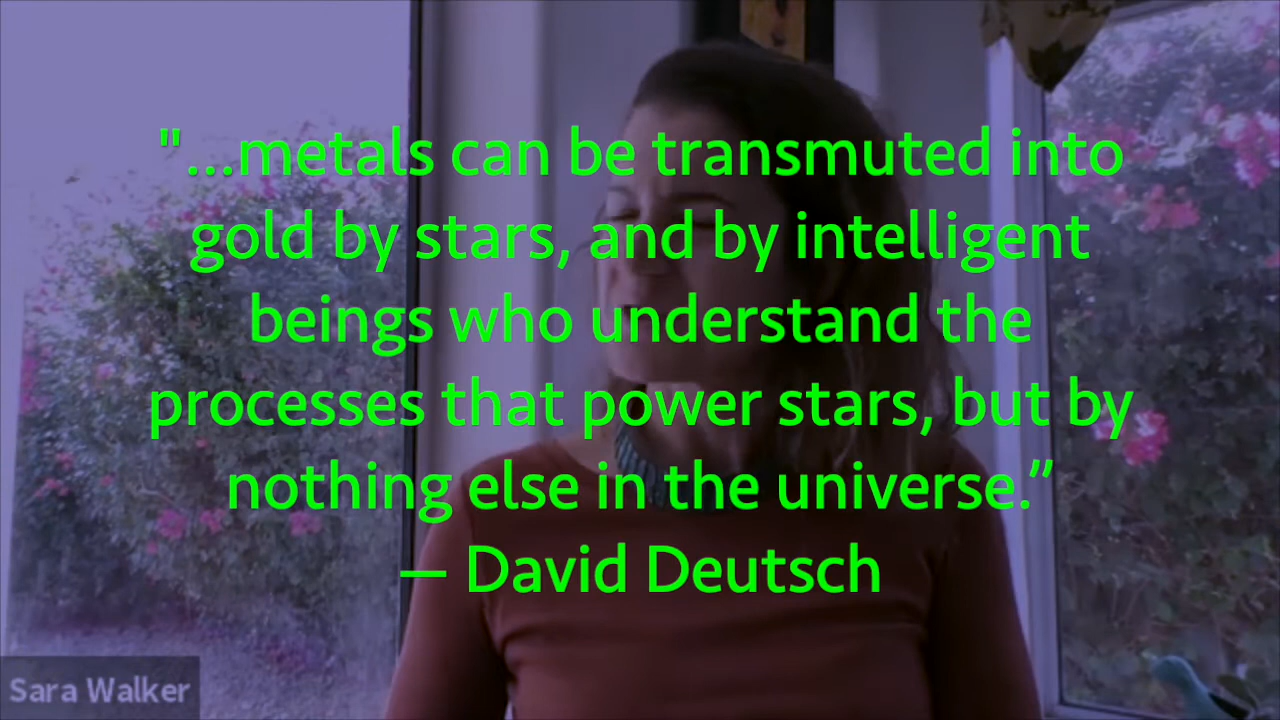 "...metals can be transmuted into
gold by stars, and by intelligent
beings who understand the
processes that power stars, but by
nothing else in the universe.”
— David Deutsch
Sara Walker